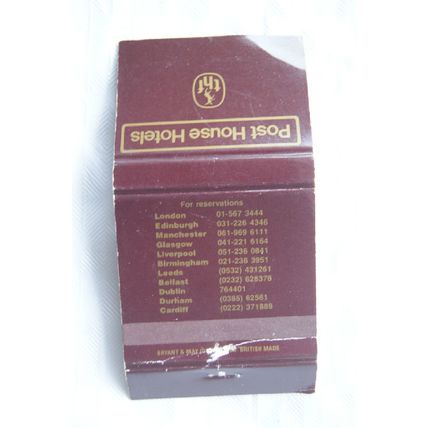 Post House Hotels
thf
For reservations
London 01-567 3444
Edinburgh 031-226 4346
Manchester 061-969 6111
Glasgow 041-221 6164
Liverpool 051-236 0841
Birmingham 021-236 3951
Leeds (0532) 431261
Belfast (0232) 628378
Dublin 764401
Durham (0385) 62561
Cardiff (0222) 371889
BRYANT & MAY BRITISH MADE